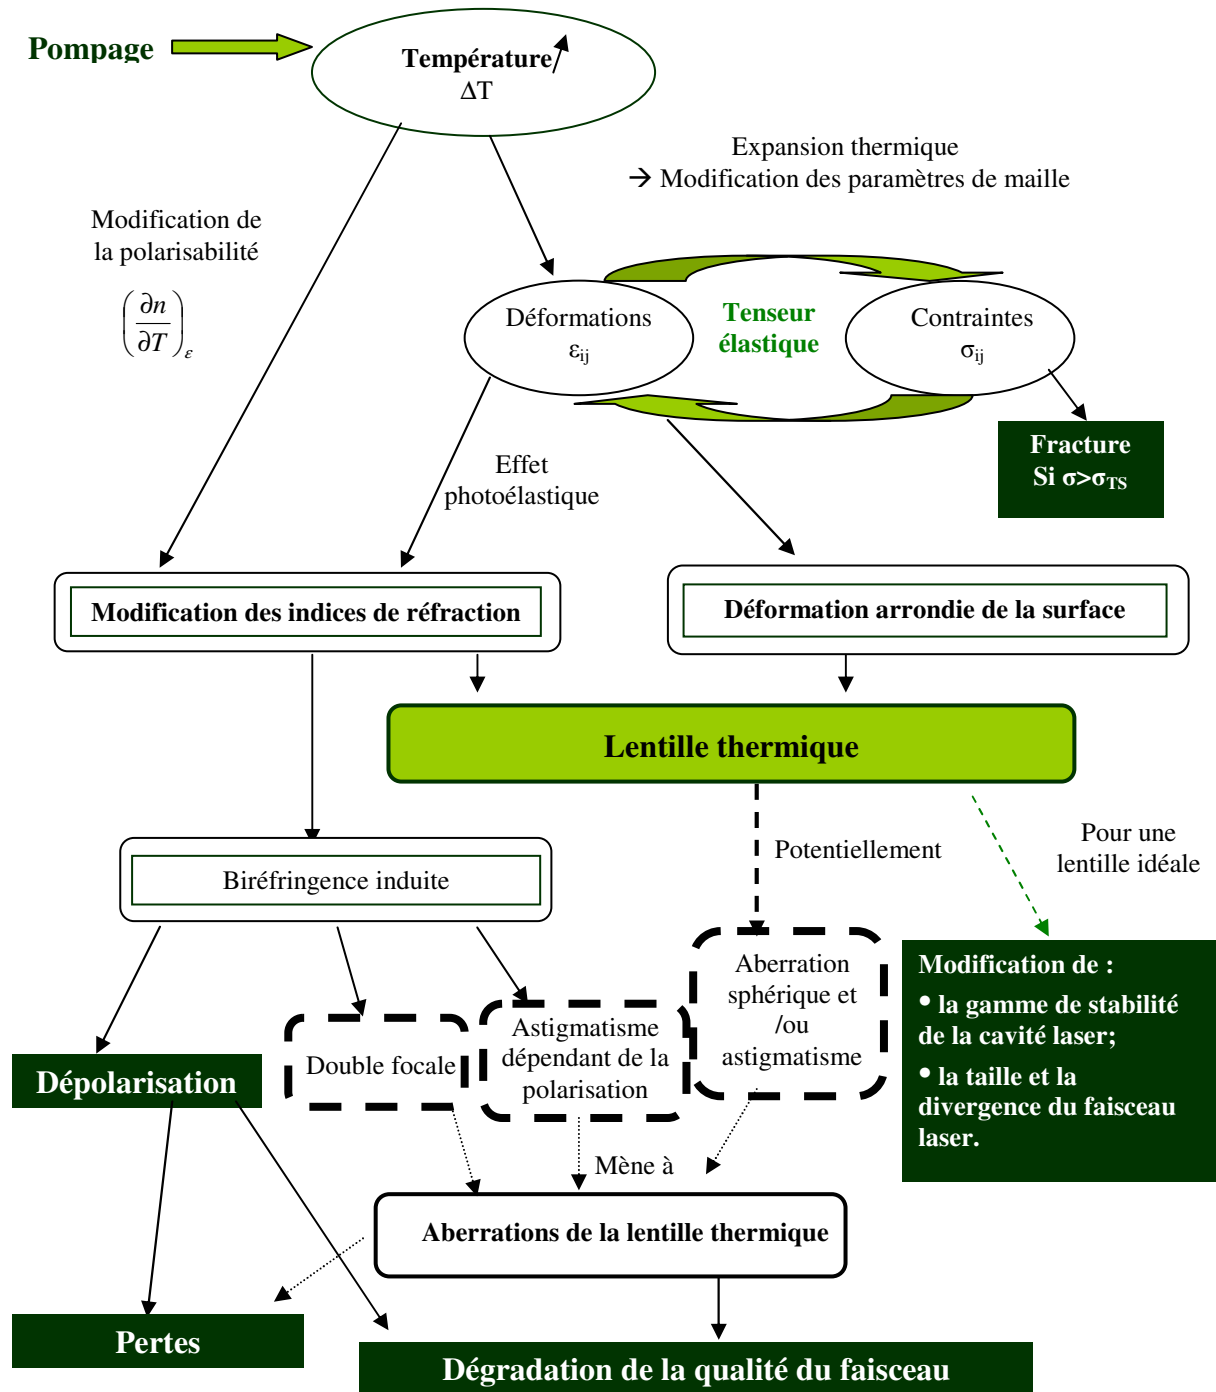 Pompage
Température
ΔT
Expansion thermique
→ Modification des paramètres de maille
Modification de
la polarisabilité
(∂n/∂T)ε
Déformations
εij
Tenseur
élastique
Contraintes
σij
Fracture
Si σ>σTS
Effet
photoélastique
Modification des indices de réfraction
Déformation arrondie de la surface
Lentille thermique
Potentiellement
Pour une
lentille idéale
Biréfringence induite
Aberration
sphérique et
/ou
astigmatisme
Modification de :
• la gamme de stabilité
de la cavité laser;
• la taille et la
divergence du faisceau
laser.
Double focale
Astigmatisme
dépendant de la
polarisation
Dépolarisation
Mène à
Aberrations de la lentille thermique
Pertes
Dégradation de la qualité du faisceau